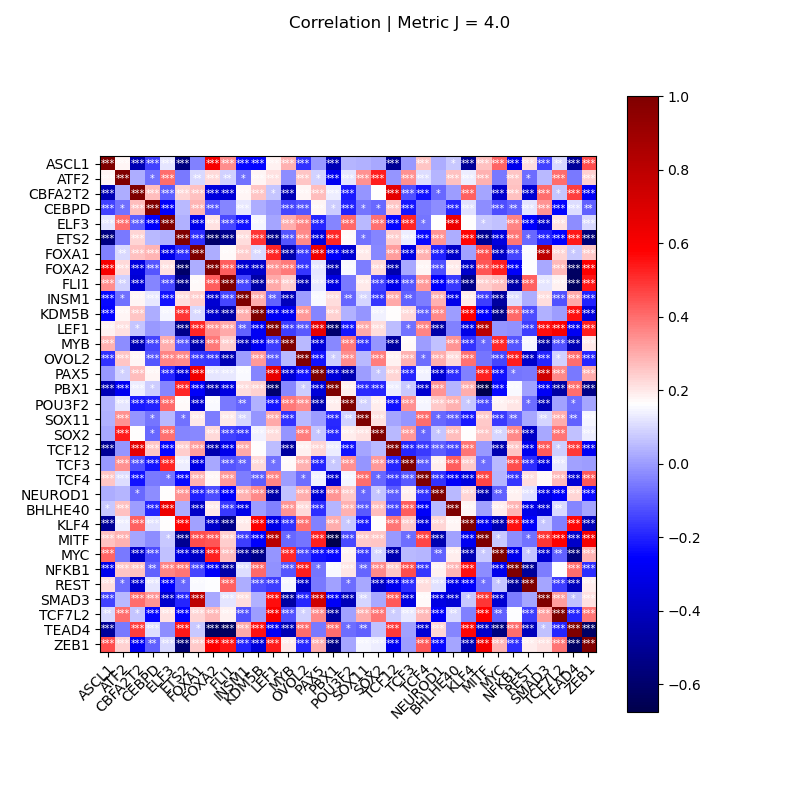 Correlation | Metric J = 4.0
ASCL1
ATF2
CBFA2T2
CEBPD
ELF3
ETS2
FOXA1
FOXA2
FLI1
INSM1
KDM5B
LEF1
MYB
OVOL2
PAX5
PBX1
POU3F2
SOX11
SOX2
TCF12
TCF3
TCF4
NEUROD1
BHLHE40
KLF4
MITF
MYC
NFKB1
REST
SMAD3
TCF7L2
TEAD4
ZEB1
ASCL1
ATF2
CBFA2T2
CEBPD
ELF3
ETS2
FOXA1
FOXA2
FLI1
INSM1
KDM5B
LEF1
MYB
OVOL2
PAX5
PBX1
POU3F2
SOX11
SOX2
TCF12
TCF3
TCF4
NEUROD1
BHLHE40
KLF4
MITF
MYC
NFKB1
REST
SMAD3
TCF7L2
TEAD4
ZEB1
1.0
0.8
0.6
0.4
0.2
0.0
−0.2
−0.4
−0.6